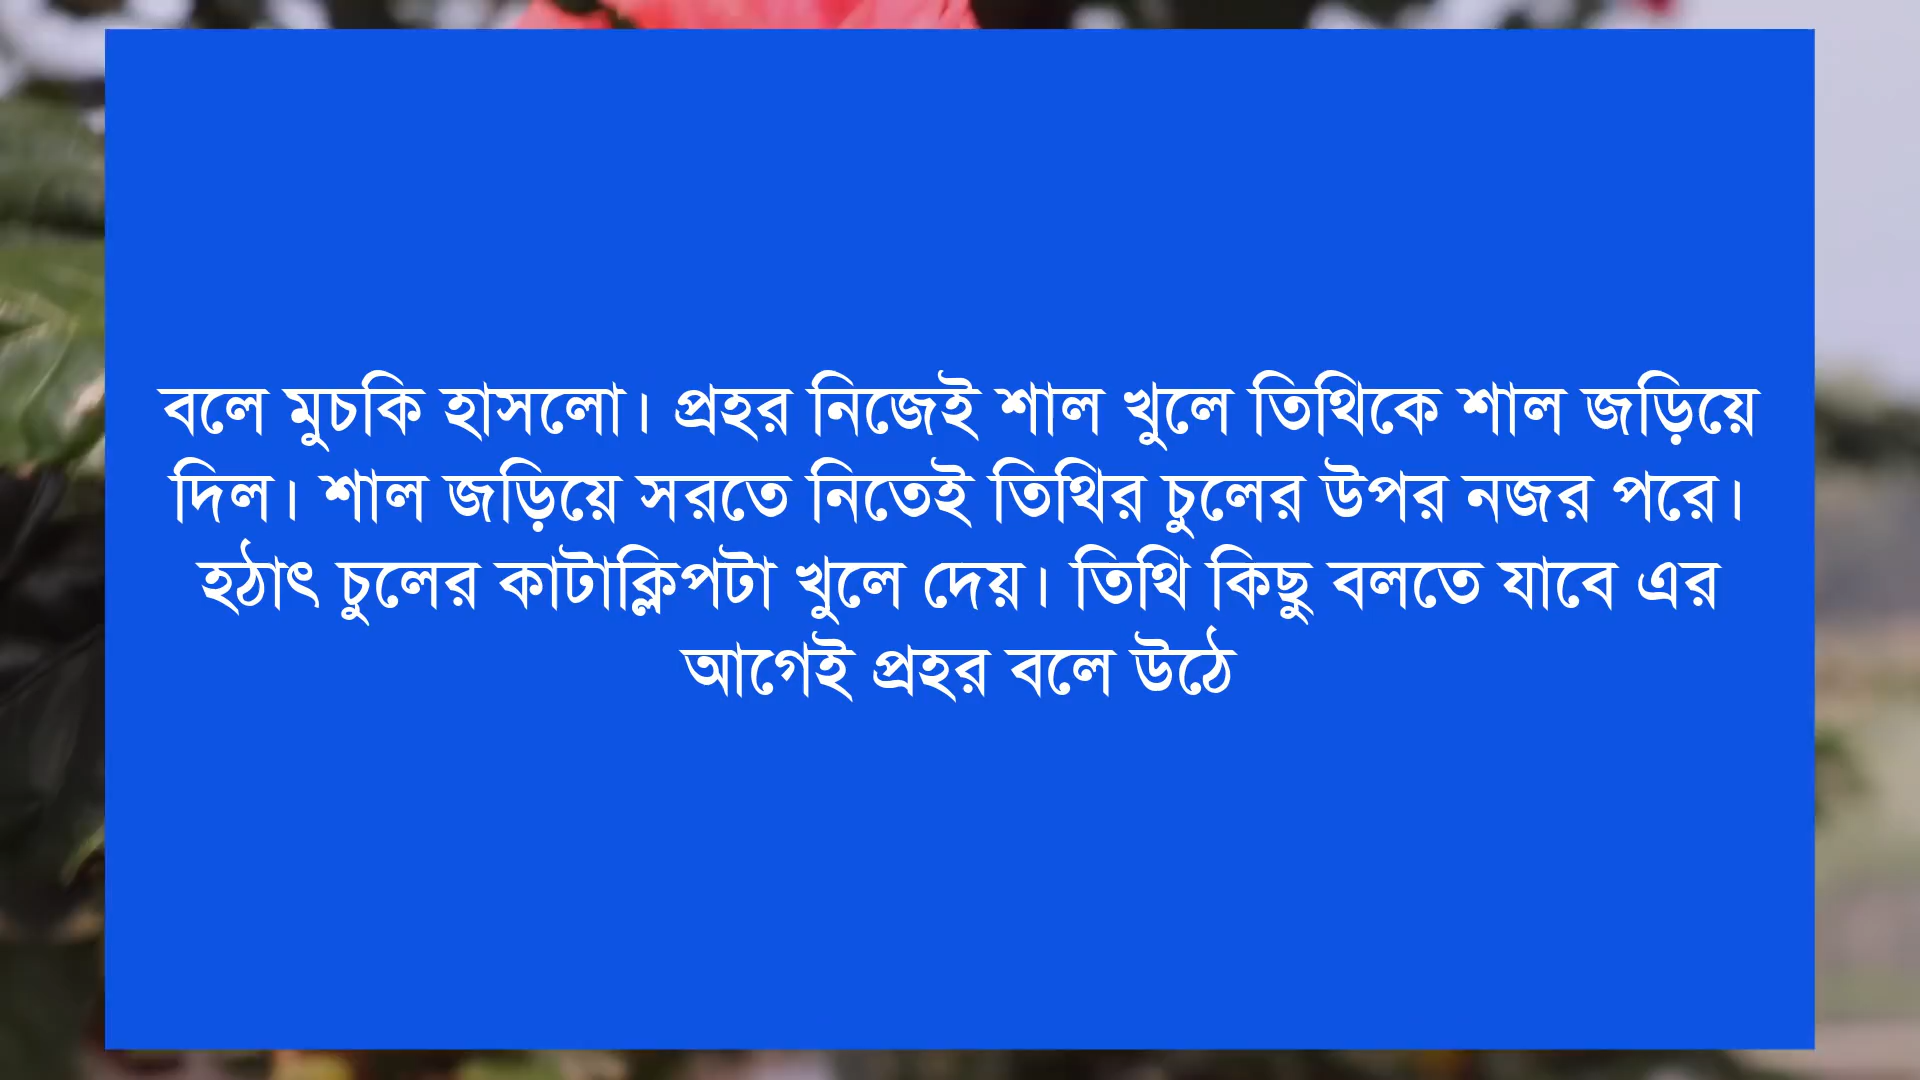 বলে মুচকি হাসলো। প্রহর নিজেই শাল খুলে তিথিকে শাল জড়িয়ে
দিল। শাল জড়িয়ে সরতে নিতেই তিথির চুলের উপর নজর পরে।
হঠাৎ চুলের কাটাক্লিপটা খুলে দেয়। তিথি কিছু বলতে যাবে এর
আগেই প্রহর বলে উঠে